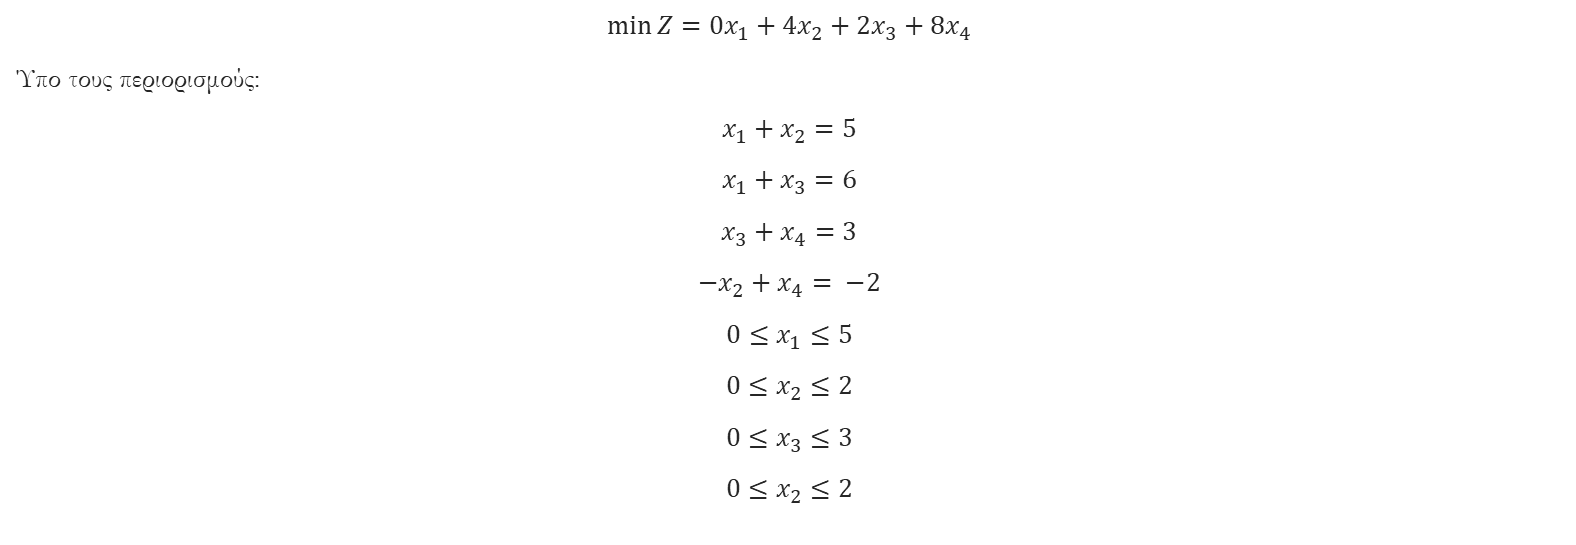 min Z = 0x₁ + 4x₂ + 2x₃ + 8x₄
Ὑπο τους περιορισμούς:
x₁ + x₂ = 5
x₁ + x₃ = 6
x₃ + x₄ = 3
−x₂ + x₄ = −2
0 ≤ x₁ ≤ 5
0 ≤ x₂ ≤ 2
0 ≤ x₃ ≤ 3
0 ≤ x₂ ≤ 2